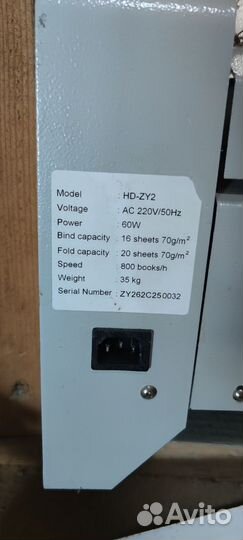 Model : HD-ZY2
Voltage : AC 220V/50Hz
Power : 60W
Bind capacity : 16 sheets 70g/m²
Fold capacity : 20 sheets 70g/m²
Speed : 800 books/h
Weight : 35 kg
Serial Number : ZY262C250032
Avito